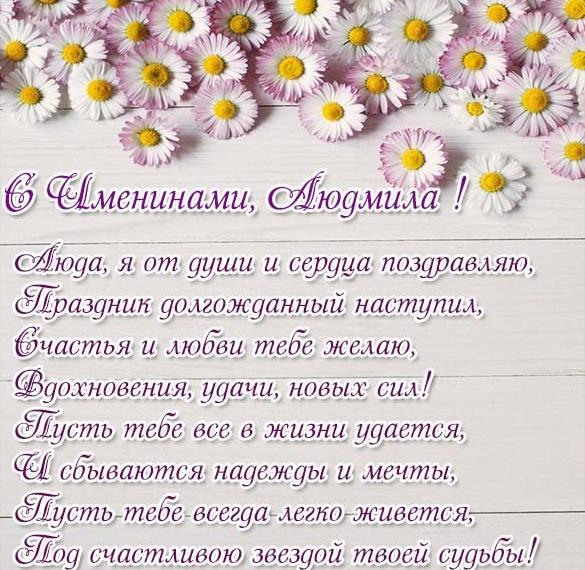 С Именинами, Людмила !
Люда, я от души и сердца поздравляю,
Праздник долгожданный наступил,
Счастья и любви тебе желаю,
Вдохновения, удачи, новых сил!
Пусть тебе все в жизни удается,
И сбываются надежды и мечты,
Пусть тебе всегда легко живется,
Под счастливою звездой твоей судьбы!